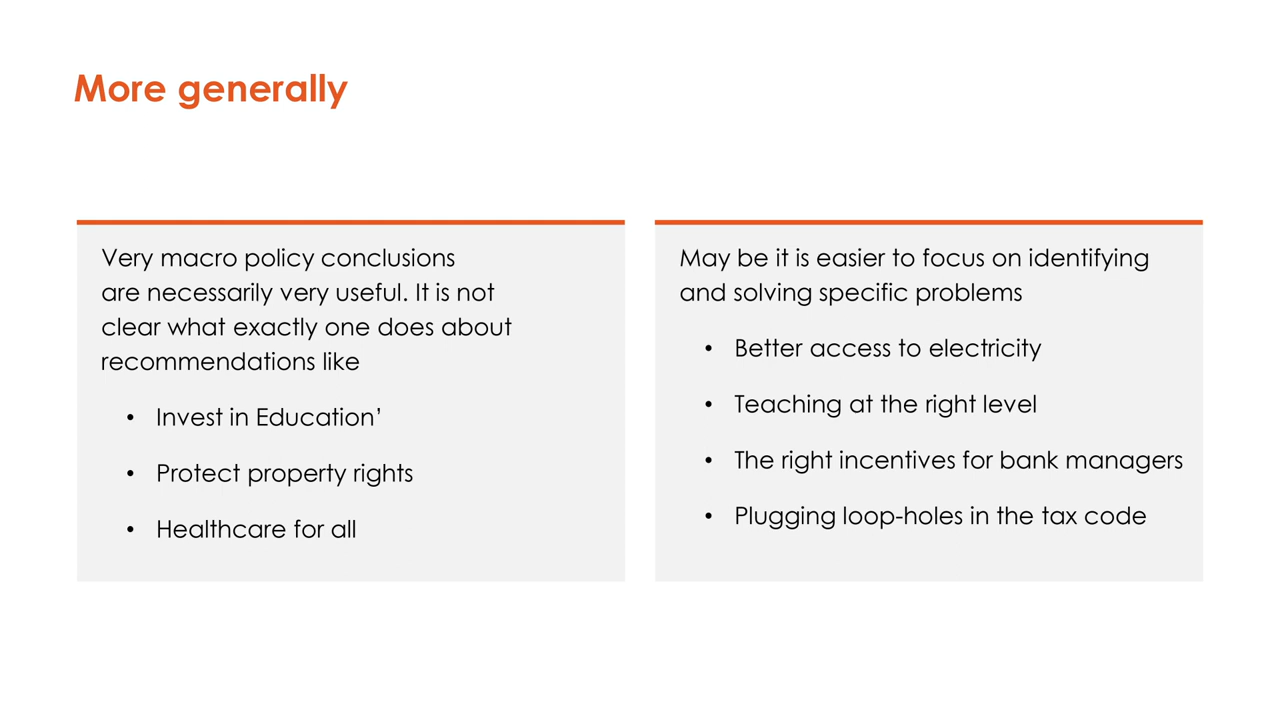 More generally
Very macro policy conclusions
are necessarily very useful. It is not
clear what exactly one does about
recommendations like
• Invest in Education’
• Protect property rights
• Healthcare for all
May be it is easier to focus on identifying
and solving specific problems
• Better access to electricity
• Teaching at the right level
• The right incentives for bank managers
• Plugging loop-holes in the tax code